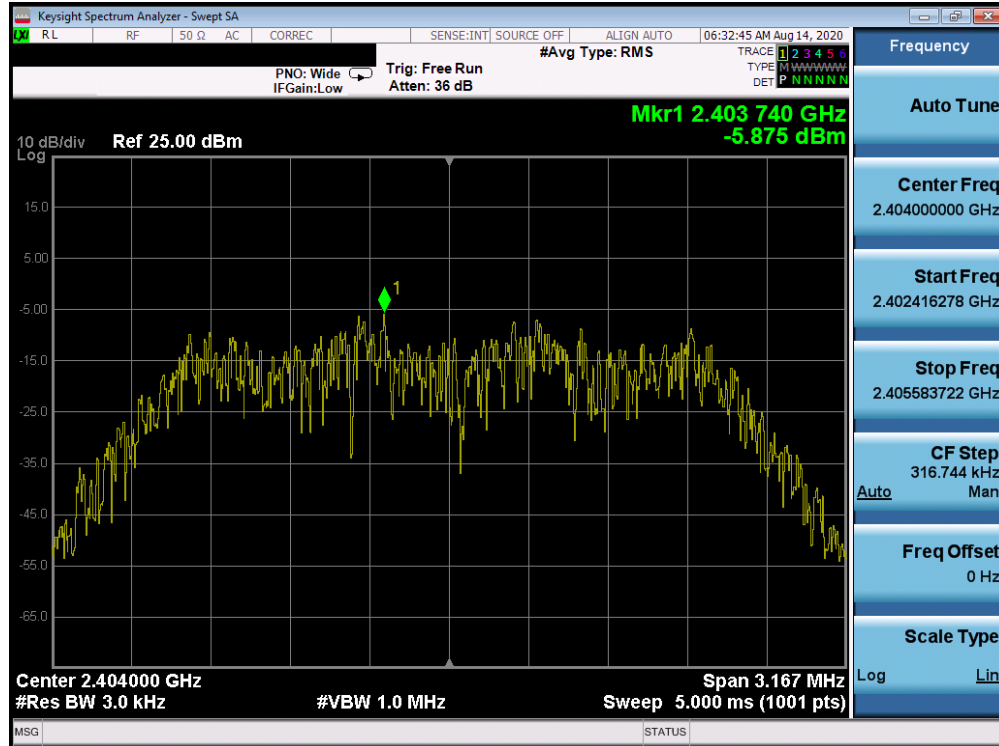 Keysight Spectrum Analyzer - Swept SA
LXI RL RF 50 Ω AC CORREC SENSE:INT SOURCE OFF ALIGN AUTO 06:32:45 AM Aug 14, 2020
#Avg Type: RMS
TRACE 1 2 3 4 5 6
TYPE M WWWWW
DET P N N N N N
PNO: Wide
IFGain:Low
Trig: Free Run
Atten: 36 dB
Mkr1 2.403 740 GHz
-5.875 dBm
10 dB/div
Log
Ref 25.00 dBm
1
15.0
5.00
-5.00
-15.0
-25.0
-35.0
-45.0
-55.0
-65.0
Center 2.404000 GHz
Span 3.167 MHz
#Res BW 3.0 kHz
#VBW 1.0 MHz
Sweep 5.000 ms (1001 pts)
MSG
STATUS
Frequency
Auto Tune
Center Freq
2.404000000 GHz
Start Freq
2.402416278 GHz
Stop Freq
2.405583722 GHz
CF Step
316.744 kHz
Auto Man
Freq Offset
0 Hz
Scale Type
Log Lin